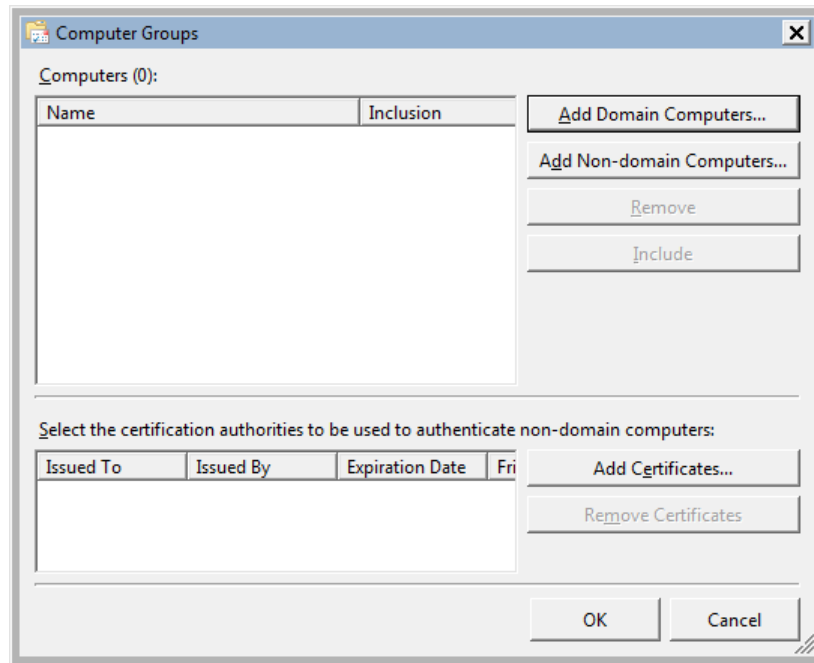 Computer Groups
Computers (0):
Name Inclusion
Add Domain Computers...
Add Non-domain Computers...
Remove
Include
Select the certification authorities to be used to authenticate non-domain computers:
Issued To Issued By Expiration Date Fri
Add Certificates...
Remove Certificates
OK Cancel